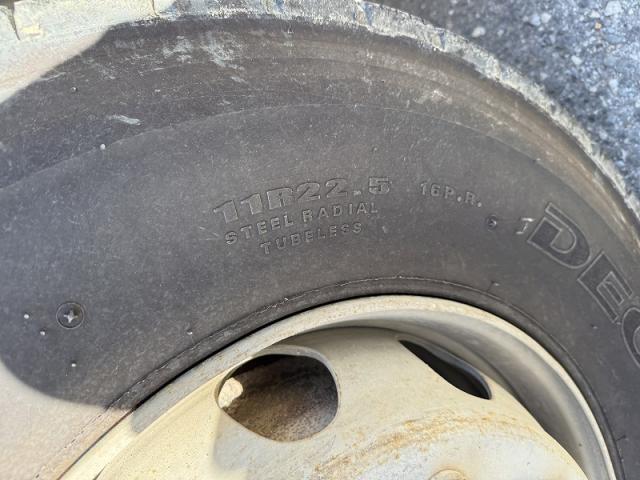 11R22.5 16P.R.
STEEL RADIAL
TUBELESS
DEC